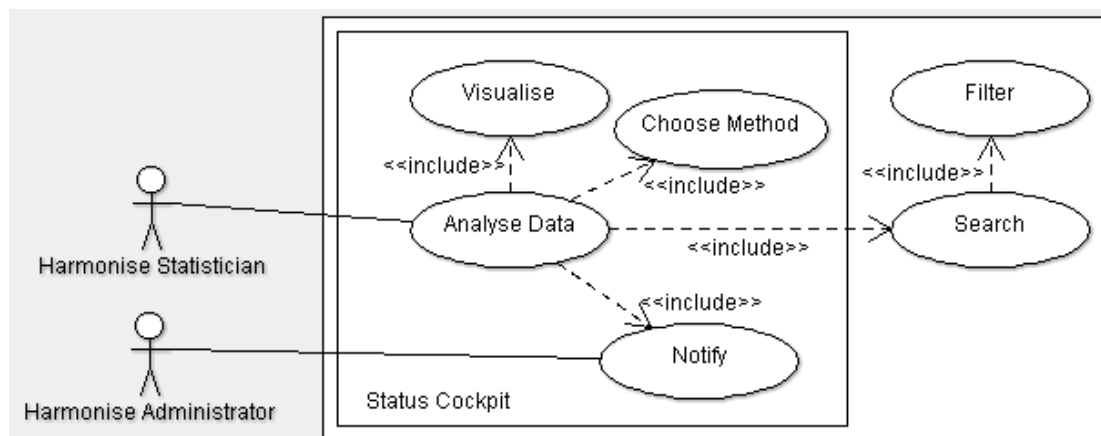 Visualise
Filter
Choose Method
<<include>>
<<include>>
<<include>>
Analyse Data
Search
<<include>>
Harmonise Statistician
<<include>>
Notify
Status Cockpit
Harmonise Administrator